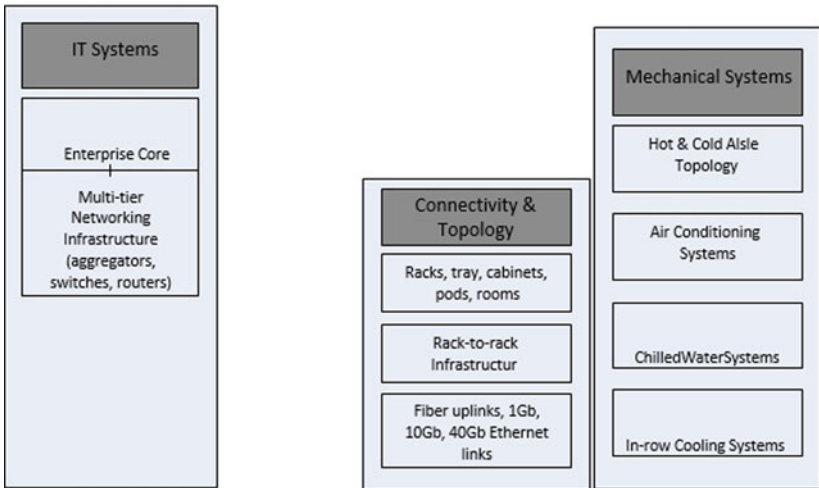 IT Systems
Enterprise Core
Multi-tier
Networking
Infrastructure
(aggregators,
switches, routers)
Connectivity &
Topology
Racks, tray, cabinets,
pods, rooms
Rack-to-rack
Infrastructur
Fiber uplinks, 1Gb,
10Gb, 40Gb Ethernet
links
Mechanical Systems
Hot & Cold Alsle
Topology
Air Conditioning
Systems
ChilledWaterSystems
In-row Cooling Systems